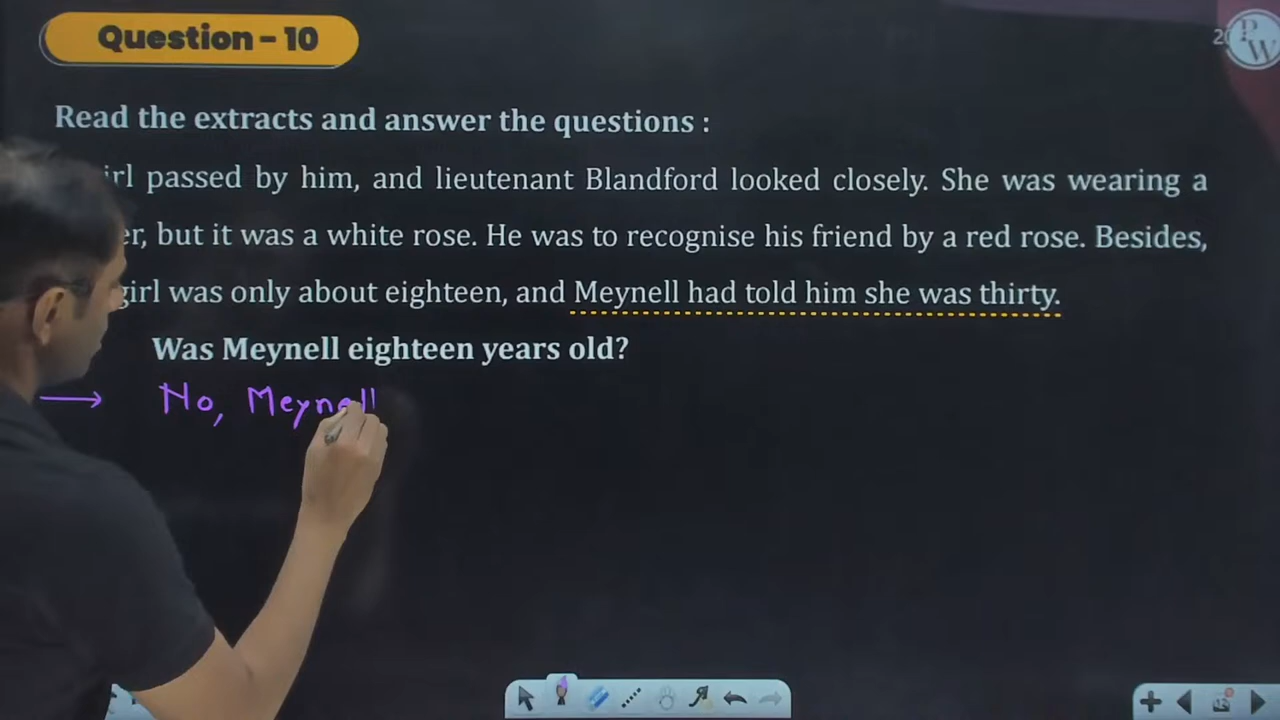 Question - 10
PW
Read the extracts and answer the questions :
passed by him, and lieutenant Blandford looked closely. She was wearing a
but it was a white rose. He was to recognise his friend by a red rose. Besides,
girl was only about eighteen, and Meynell had told him she was thirty.
Was Meynell eighteen years old?
→ No, Meynell